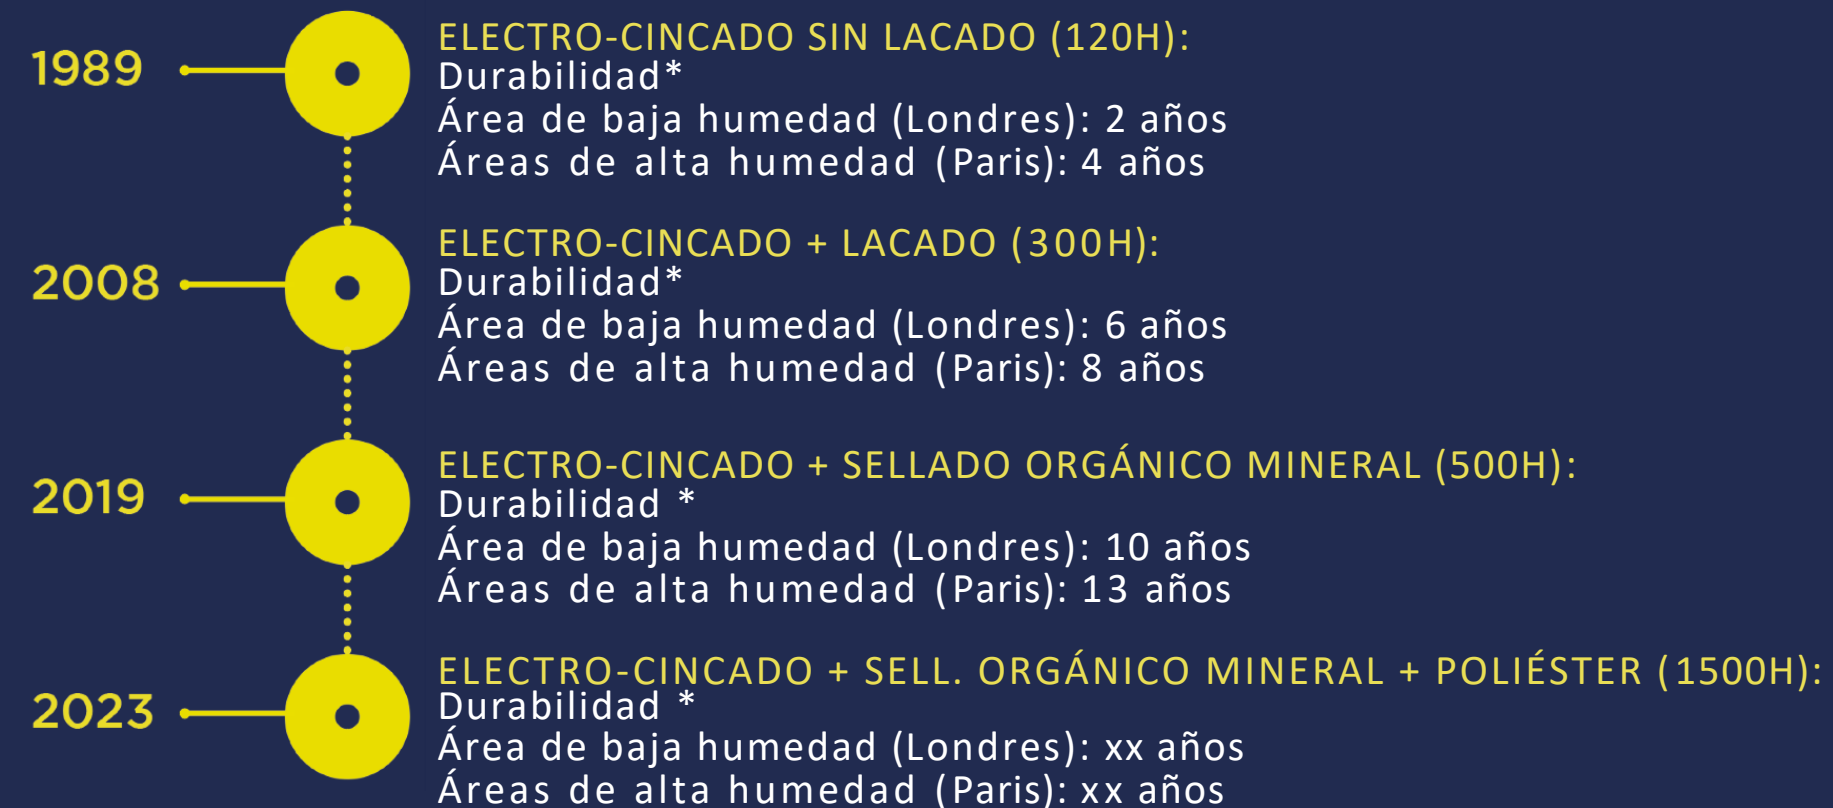 1989
ELECTRO-CINCADO SIN LACADO (120H):
Durabilidad*
Área de baja humedad (Londres): 2 años
Áreas de alta humedad (Paris): 4 años
2008
ELECTRO-CINCADO + LACADO (300H):
Durabilidad*
Área de baja humedad (Londres): 6 años
Áreas de alta humedad (Paris): 8 años
2019
ELECTRO-CINCADO + SELLADO ORGÁNICO MINERAL (500H):
Durabilidad *
Área de baja humedad (Londres): 10 años
Áreas de alta humedad (Paris): 13 años
2023
ELECTRO-CINCADO + SELL. ORGÁNICO MINERAL + POLIÉSTER (1500H):
Durabilidad *
Área de baja humedad (Londres): xx años
Áreas de alta humedad (Paris): xx años